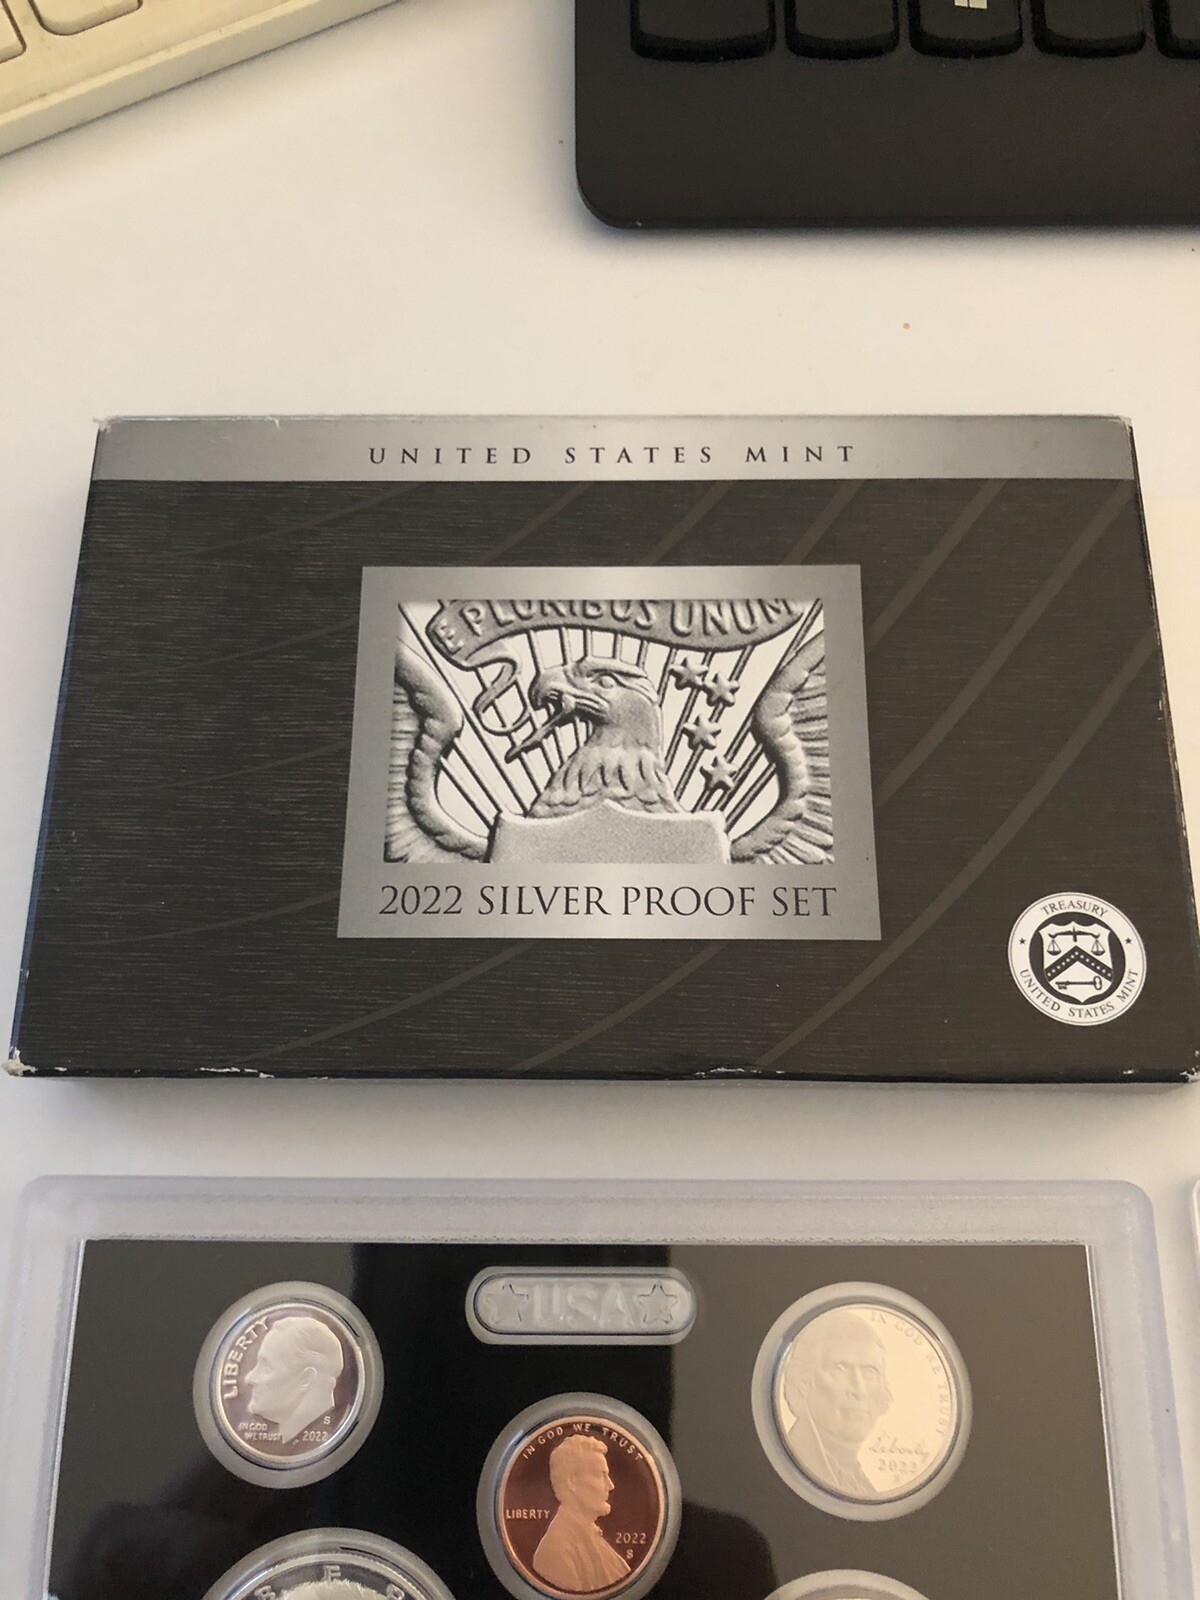 UNITED STATES MINT
E PLURIBUS UNUM
2022 SILVER PROOF SET
TREASURY
UNITED STATES MINT
USA
LIBERTY
IN GOD
WE TRUST
S
2022
IN GOD WE TRUST
Liberty
2022
S
IN GOD WE TRUST
LIBERTY
2022
S